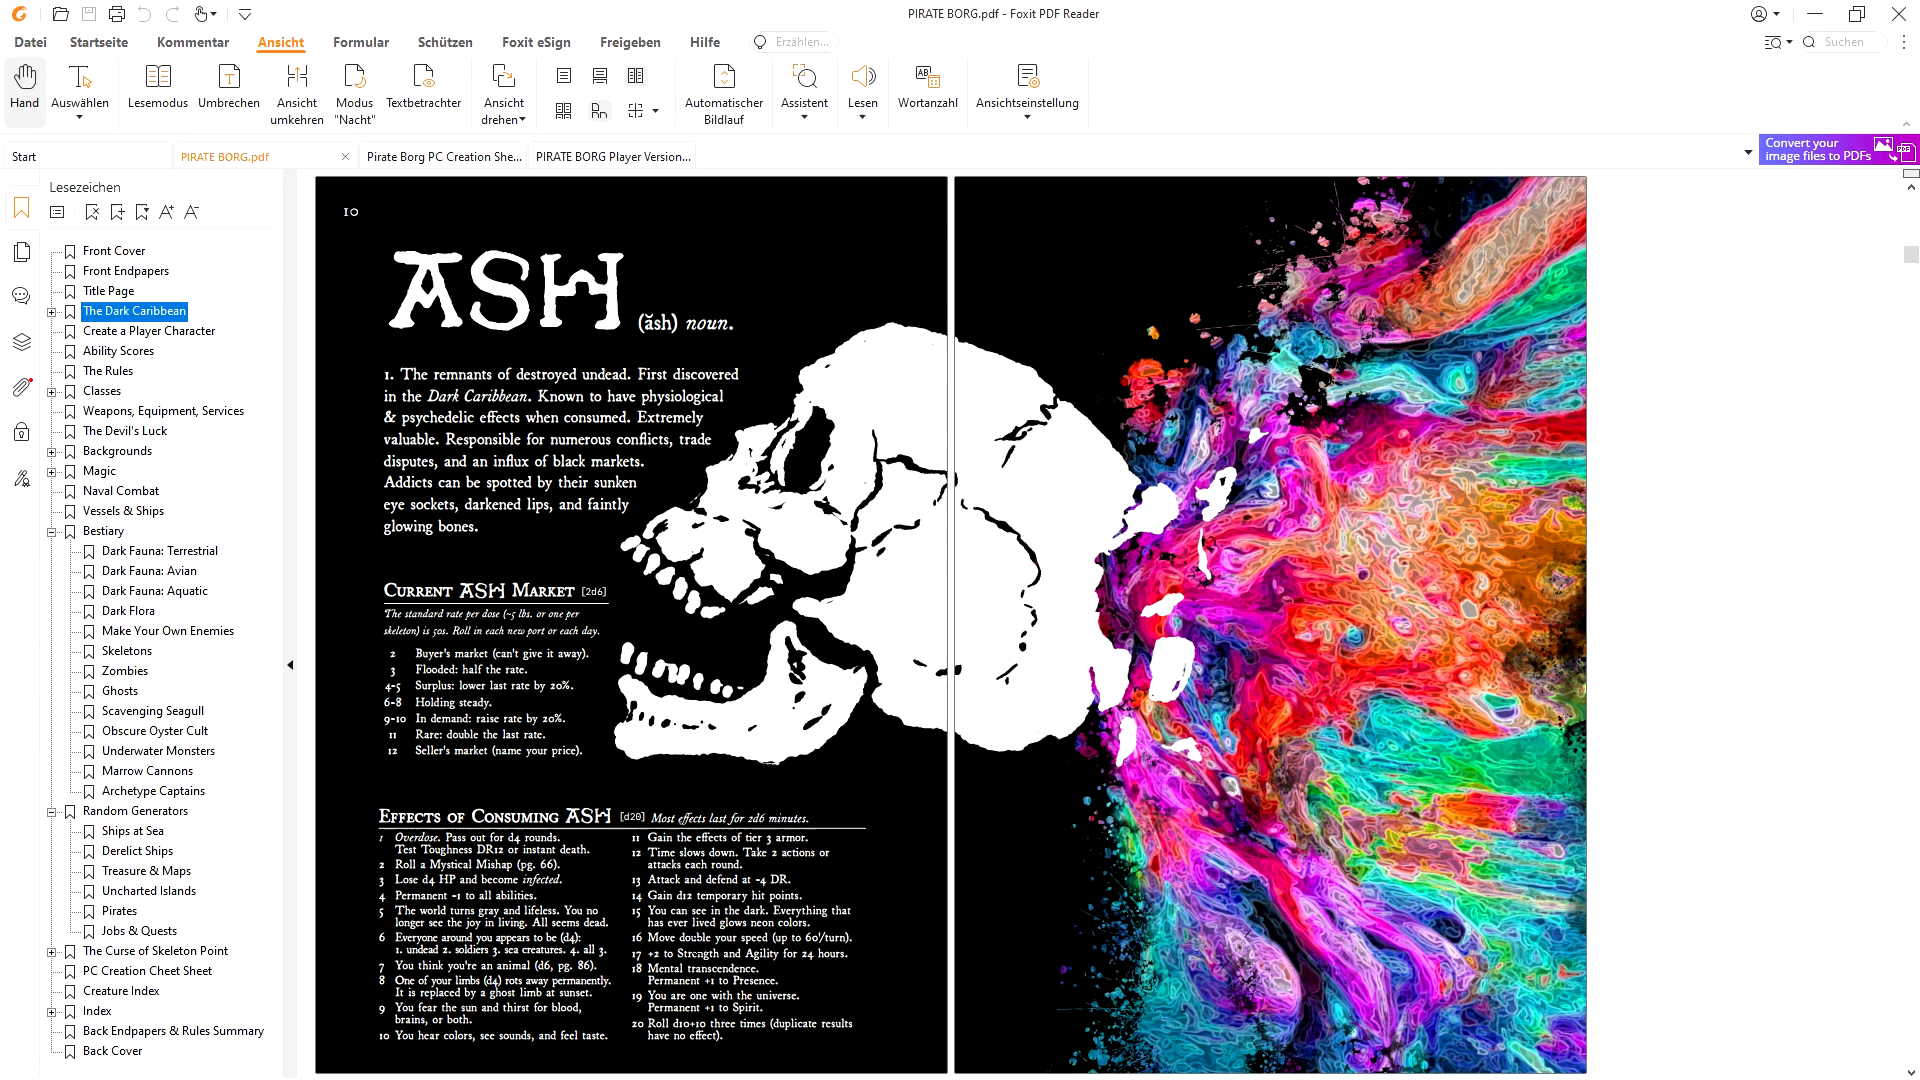 PIRATE BORG.pdf - Foxit PDF Reader
Datei Startseite Kommentar Ansicht Formular Schützen Foxit eSign Freigeben Hilfe Erzählen... Suchen
Hand Auswählen Lesemodus Umbrechen Ansicht umkehren Modus "Nacht" Textbetrachter Ansicht drehen Automatischer Bildlauf Assistent Lesen Wortanzahl Ansichtseinstellung
Start PIRATE BORG.pdf Pirate Borg PC Creation She... PIRATE BORG Player Version...
Convert your
image files to PDFs
Lesezeichen
Front Cover
Front Endpapers
Title Page
The Dark Caribbean
Create a Player Character
Ability Scores
The Rules
Classes
Weapons, Equipment, Services
The Devil's Luck
Backgrounds
Magic
Naval Combat
Vessels & Ships
Bestiary
Dark Fauna: Terrestrial
Dark Fauna: Avian
Dark Fauna: Aquatic
Dark Flora
Make Your Own Enemies
Skeletons
Zombies
Ghosts
Scavenging Seagull
Obscure Oyster Cult
Underwater Monsters
Marrow Cannons
Archetype Captains
Random Generators
Ships at Sea
Derelict Ships
Treasure & Maps
Uncharted Islands
Pirates
Jobs & Quests
The Curse of Skeleton Point
PC Creation Cheet Sheet
Creature Index
Index
Back Endpapers & Rules Summary
Back Cover
10
ASH (ăsh) noun.
1. The remnants of destroyed undead. First discovered
in the Dark Caribbean. Known to have physiological
& psychedelic effects when consumed. Extremely
valuable. Responsible for numerous conflicts, trade
disputes, and an influx of black markets.
Addicts can be spotted by their sunken
eye sockets, darkened lips, and faintly
glowing bones.
Current ASH Market [2d6]
The standard rate per dose (~5 lbs. or one per
skeleton) is 50s. Roll in each new port or each day.
2 Buyer's market (can't give it away).
3 Flooded: half the rate.
4-5 Surplus: lower last rate by 20%.
6-8 Holding steady.
9-10 In demand: raise rate by 20%.
11 Rare: double the last rate.
12 Seller's market (name your price).
Effects of Consuming ASH [d20] Most effects last for 2d6 minutes.
1 Overdose. Pass out for d4 rounds.
Test Toughness DR12 or instant death.
2 Roll a Mystical Mishap (pg. 66).
3 Lose d4 HP and become infected.
4 Permanent -1 to all abilities.
5 The world turns gray and lifeless. You no
longer see the joy in living. All seems dead.
6 Everyone around you appears to be (d4):
1. undead 2. soldiers 3. sea creatures. 4. all 3.
7 You think you're an animal (d6, pg. 86).
8 One of your limbs (d4) rots away permanently.
It is replaced by a ghost limb at sunset.
9 You fear the sun and thirst for blood,
brains, or both.
10 You hear colors, see sounds, and feel taste.
11 Gain the effects of tier 3 armor.
12 Time slows down. Take 2 actions or
attacks each round.
13 Attack and defend at -4 DR.
14 Gain d12 temporary hit points.
15 You can see in the dark. Everything that
has ever lived glows neon colors.
16 Move double your speed (up to 60'/turn).
17 +2 to Strength and Agility for 24 hours.
18 Mental transcendence.
Permanent +1 to Presence.
19 You are one with the universe.
Permanent +1 to Spirit.
20 Roll d10+10 three times (duplicate results
have no effect).